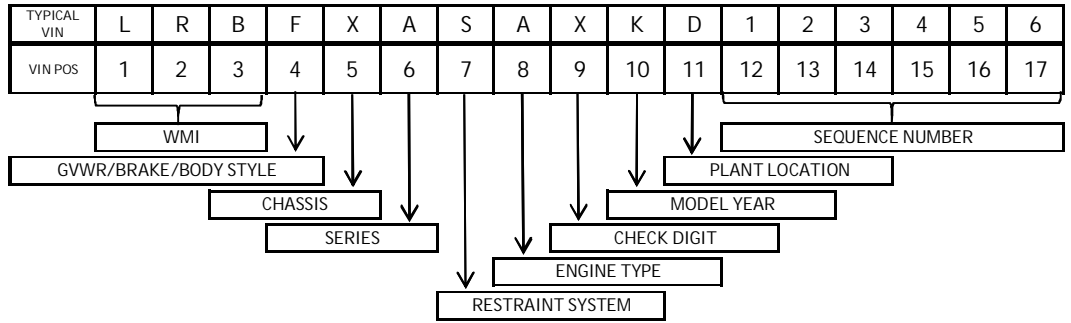 TYPICAL
VIN L R B F X A S A X K D 1 2 3 4 5 6
VIN POS 1 2 3 4 5 6 7 8 9 10 11 12 13 14 15 16 17
WMI SEQUENCE NUMBER
GVWR/BRAKE/BODY STYLE PLANT LOCATION
CHASSIS MODEL YEAR
SERIES CHECK DIGIT
ENGINE TYPE
RESTRAINT SYSTEM